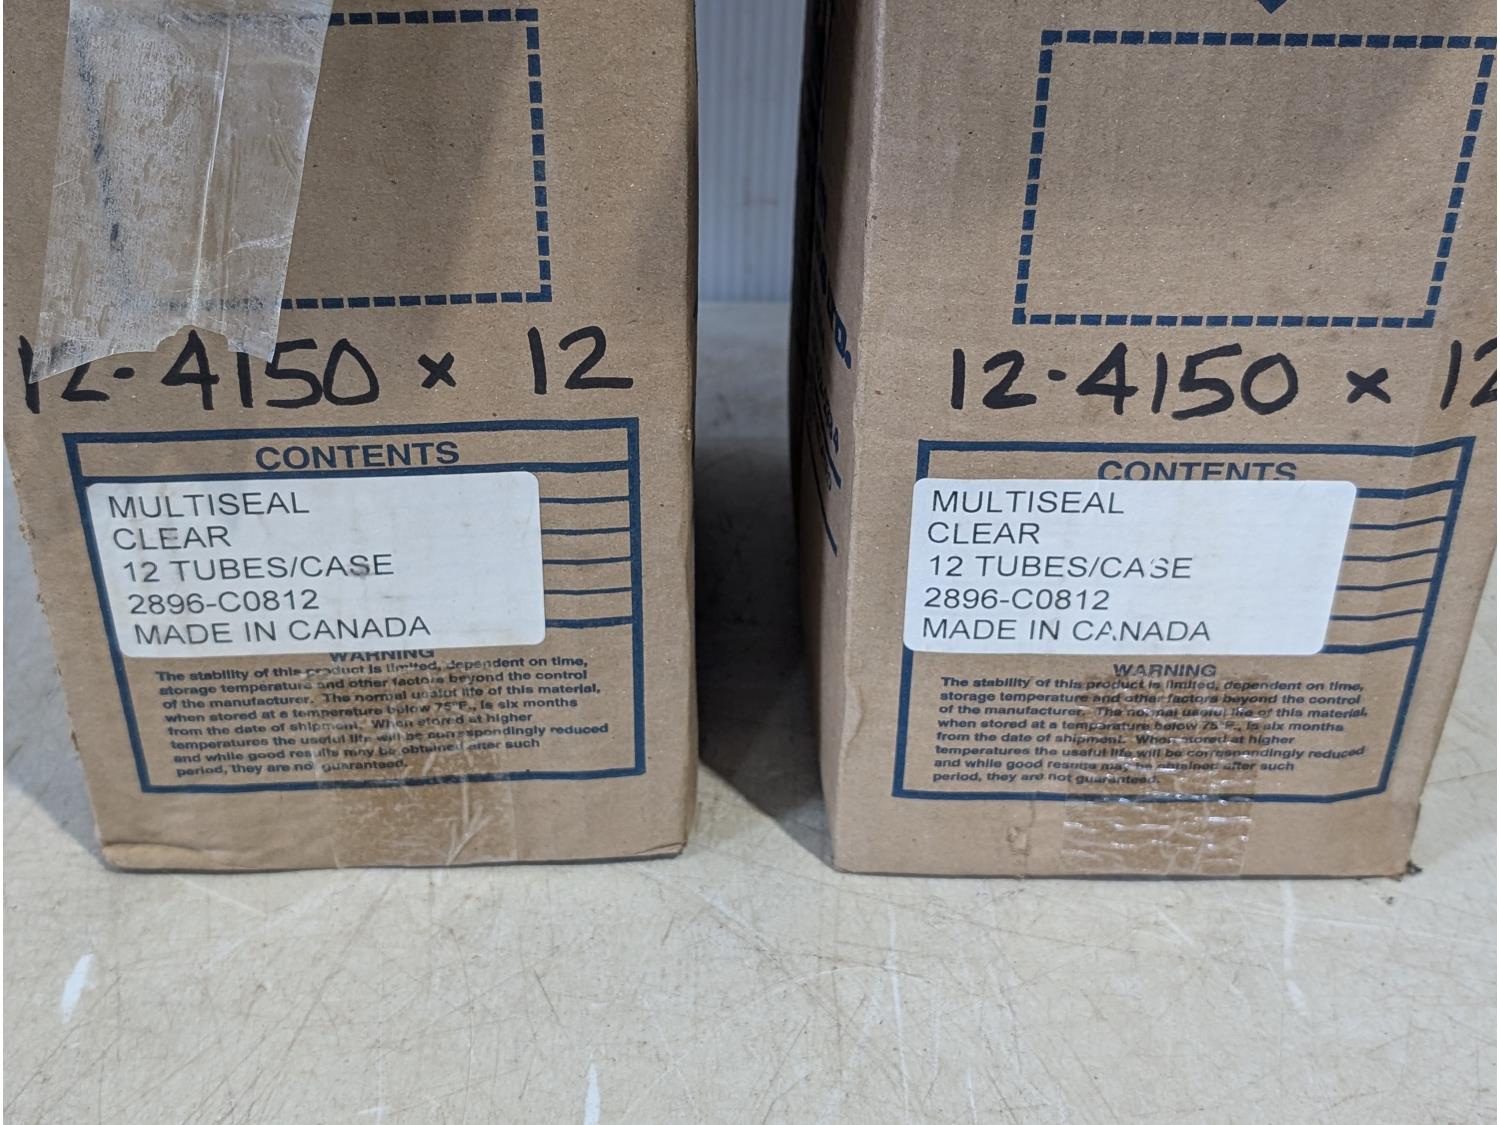 12-4150 x 12
CONTENTS
MULTISEAL
CLEAR
12 TUBES/CASE
2896-C0812
MADE IN CANADA
WARNING
The stability of this product is limited, dependent on time,
storage temperature and other factors beyond the control
of the manufacturer. The normal useful life of this material,
when stored at a temperature below 75°F., is six months
from the date of shipment. When stored at higher
temperatures the useful life will be correspondingly reduced
and while good results may be obtained after such
period, they are not guaranteed.
12-4150 x 12
CONTENTS
MULTISEAL
CLEAR
12 TUBES/CASE
2896-C0812
MADE IN CANADA
WARNING
The stability of this product is limited, dependent on time,
storage temperature and other factors beyond the control
of the manufacturer. The normal useful life of this material,
when stored at a temperature below 75°F., is six months
from the date of shipment. When stored at higher
temperatures the useful life will be correspondingly reduced
and while good results may be obtained after such
period, they are not guaranteed.